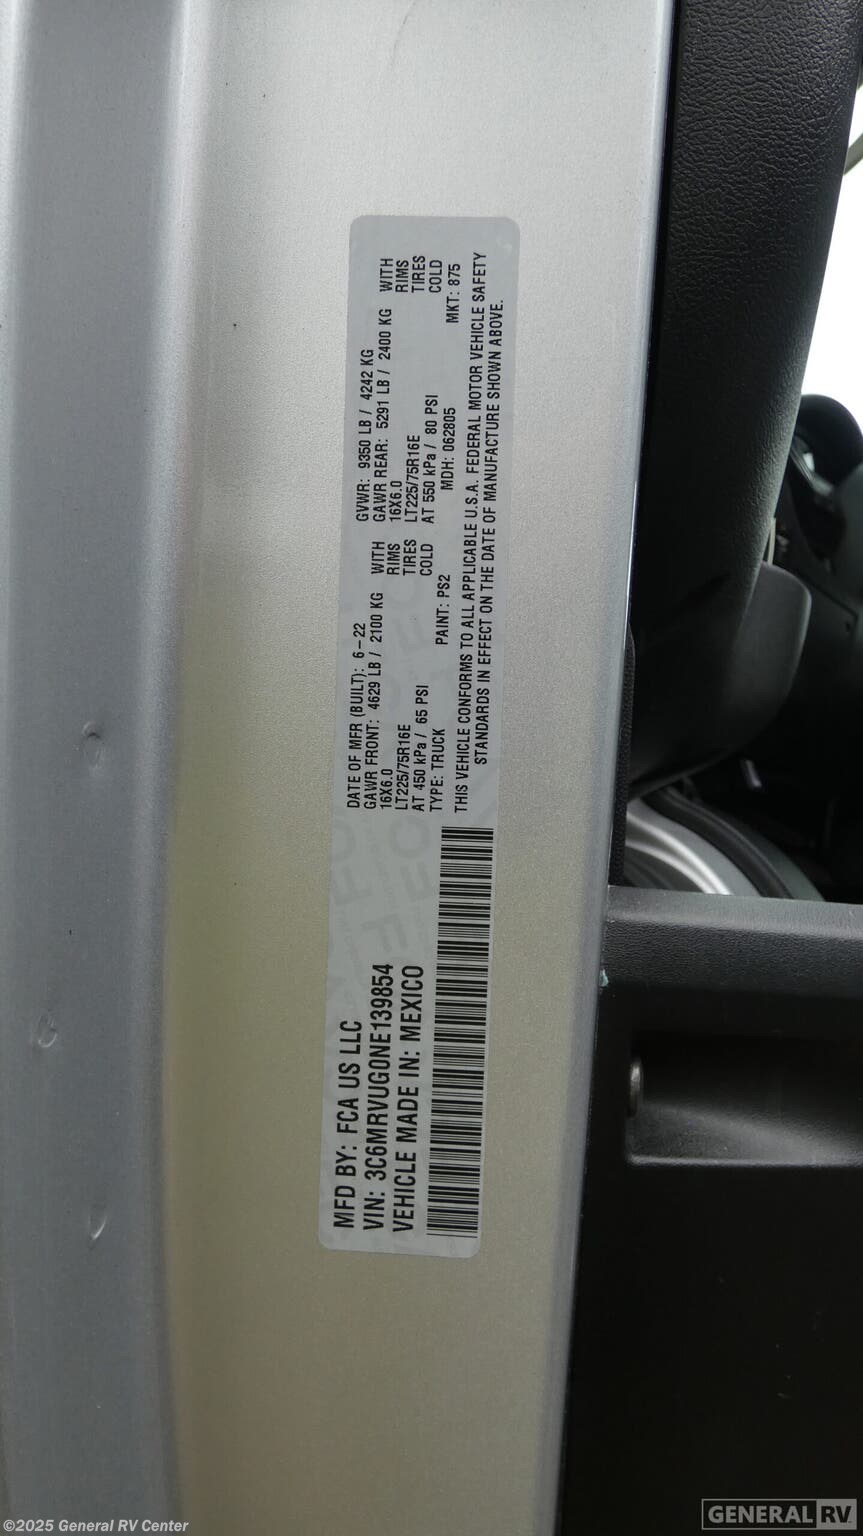 MFD BY: FCA US LLC
VIN: 3C6MRVUG0NE139854
VEHICLE MADE IN: MEXICO
DATE OF MFR (BUILT): 6-22 GVWR: 9350 LB / 4242 KG
GAWR FRONT: 4629 LB / 2100 KG WITH GAWR REAR: 5291 LB / 2400 KG WITH
16X6.0 RIMS 16X6.0 RIMS
LT225/75R16E TIRES LT225/75R16E TIRES
AT 450 kPa / 65 PSI COLD AT 550 kPa / 80 PSI COLD
TYPE: TRUCK PAINT: PS2 MDH: 062805 MKT: 875
THIS VEHICLE CONFORMS TO ALL APPLICABLE U.S.A. FEDERAL MOTOR VEHICLE SAFETY
STANDARDS IN EFFECT ON THE DATE OF MANUFACTURE SHOWN ABOVE.
©2025 General RV Center
GENERAL RV